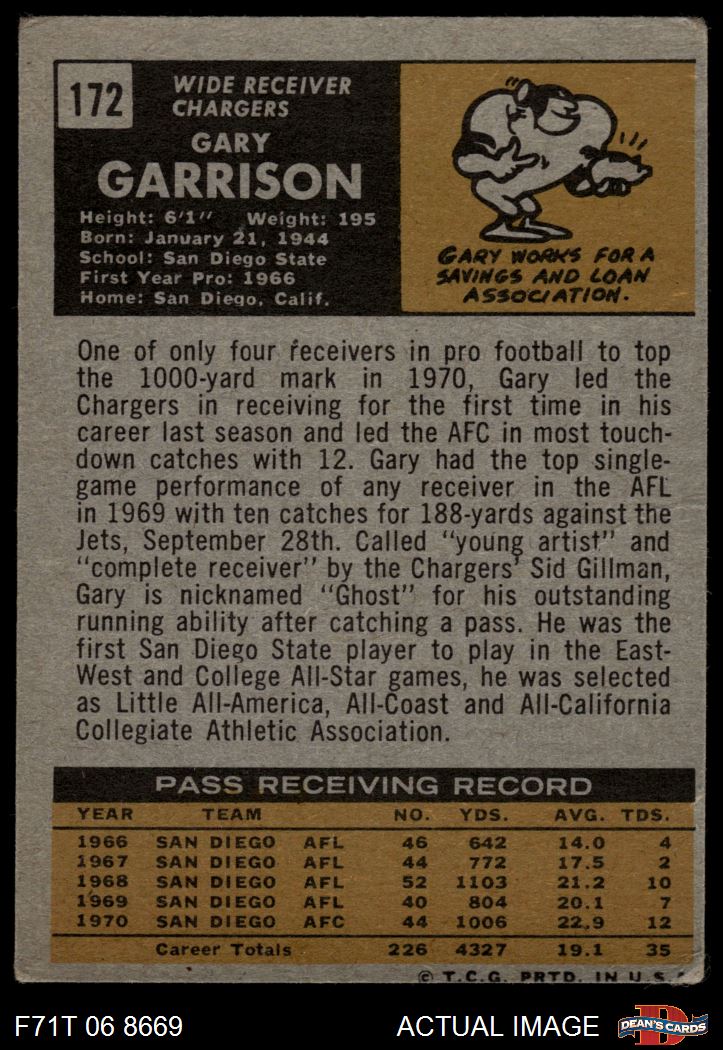 172
WIDE RECEIVER
CHARGERS
GARY
GARRISON
Height: 6'1" Weight: 195
Born: January 21, 1944
School: San Diego State
First Year Pro: 1966
Home: San Diego, Calif.
GARY WORKS FOR A
SAVINGS AND LOAN
ASSOCIATION.
One of only four receivers in pro football to top
the 1000-yard mark in 1970, Gary led the
Chargers in receiving for the first time in his
career last season and led the AFC in most touch-
down catches with 12. Gary had the top single-
game performance of any receiver in the AFL
in 1969 with ten catches for 188-yards against the
Jets, September 28th. Called "young artist" and
"complete receiver" by the Chargers' Sid Gillman,
Gary is nicknamed "Ghost" for his outstanding
running ability after catching a pass. He was the
first San Diego State player to play in the East-
West and College All-Star games, he was selected
as Little All-America, All-Coast and All-California
Collegiate Athletic Association.
PASS RECEIVING RECORD
YEAR TEAM NO. YDS. AVG. TDS.
1966 SAN DIEGO AFL 46 642 14.0 4
1967 SAN DIEGO AFL 44 772 17.5 2
1968 SAN DIEGO AFL 52 1103 21.2 10
1969 SAN DIEGO AFL 40 804 20.1 7
1970 SAN DIEGO AFC 44 1006 22.9 12
Career Totals 226 4327 19.1 35
© T.C.G. PRTD. IN U.S.
F71T 06 8669
ACTUAL IMAGE
DEAN'S CARDS